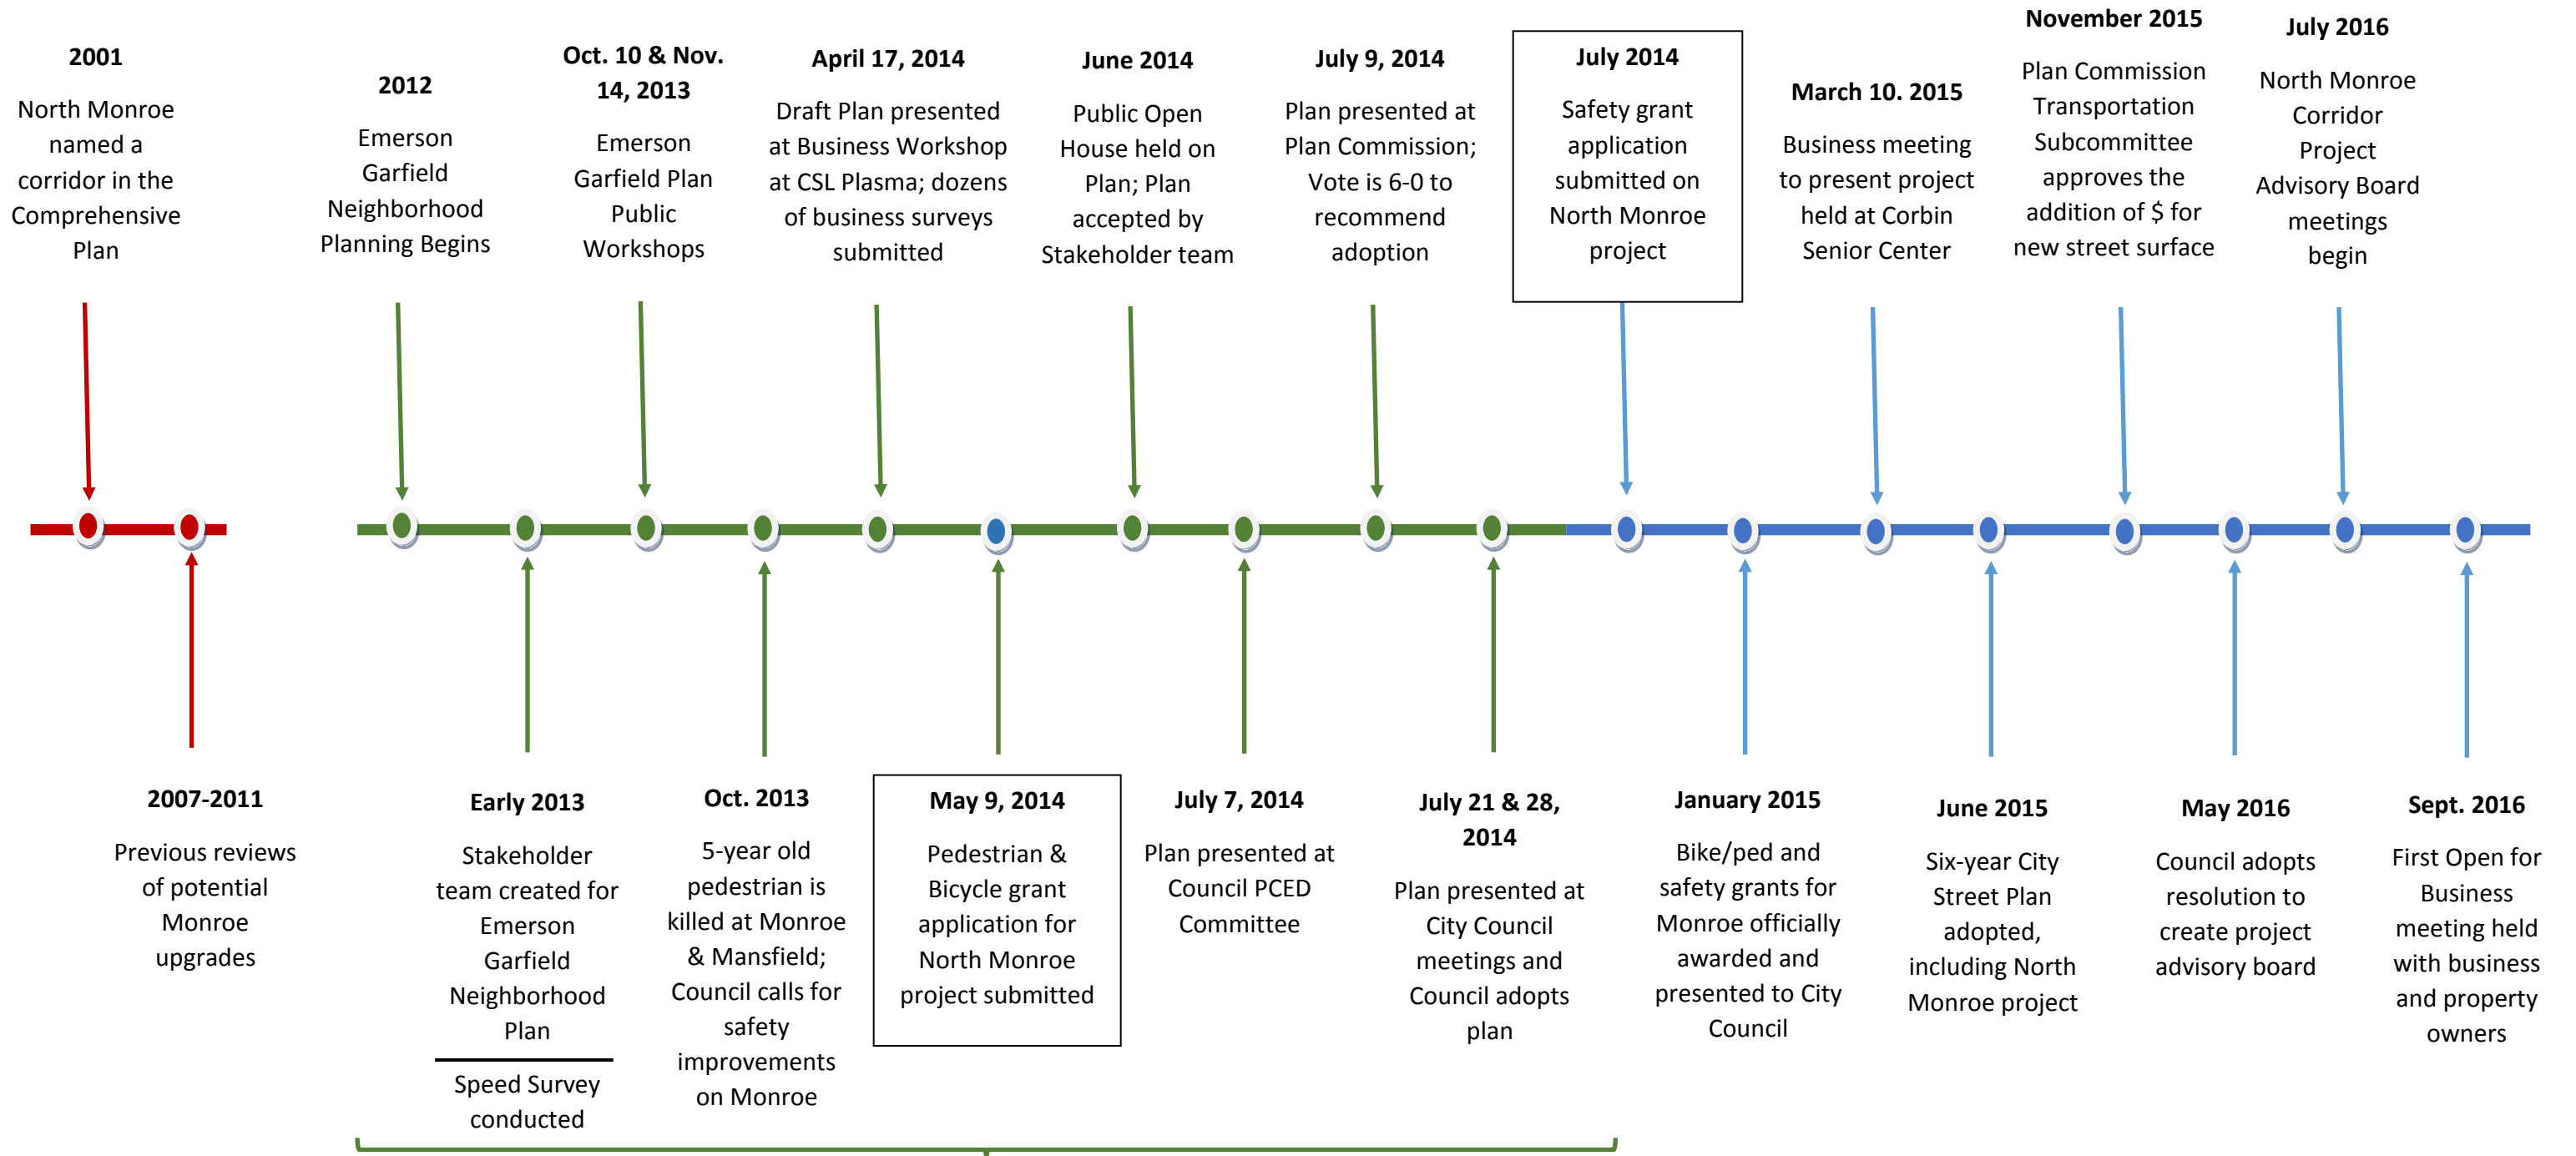 2001
North Monroe
named a
corridor in the
Comprehensive
Plan
2012
Emerson
Garfield
Neighborhood
Planning Begins
Oct. 10 & Nov.
14, 2013
Emerson
Garfield Plan
Public
Workshops
April 17, 2014
Draft Plan presented
at Business Workshop
at CSL Plasma; dozens
of business surveys
submitted
June 2014
Public Open
House held on
Plan; Plan
accepted by
Stakeholder team
July 9, 2014
Plan presented at
Plan Commission;
Vote is 6-0 to
recommend
adoption
July 2014
Safety grant
application
submitted on
North Monroe
project
March 10. 2015
Business meeting
to present project
held at Corbin
Senior Center
November 2015
Plan Commission
Transportation
Subcommittee
approves the
addition of $ for
new street surface
July 2016
North Monroe
Corridor
Project
Advisory Board
meetings
begin
2007-2011
Previous reviews
of potential
Monroe
upgrades
Early 2013
Stakeholder
team created for
Emerson
Garfield
Neighborhood
Plan
Speed Survey
conducted
Oct. 2013
5-year old
pedestrian is
killed at Monroe
& Mansfield;
Council calls for
safety
improvements
on Monroe
May 9, 2014
Pedestrian &
Bicycle grant
application for
North Monroe
project submitted
July 7, 2014
Plan presented at
Council PCED
Committee
July 21 & 28,
2014
Plan presented at
City Council
meetings and
Council adopts
plan
January 2015
Bike/ped and
safety grants for
Monroe officially
awarded and
presented to City
Council
June 2015
Six-year City
Street Plan
adopted,
including North
Monroe project
May 2016
Council adopts
resolution to
create project
advisory board
Sept. 2016
First Open for
Business
meeting held
with business
and property
owners